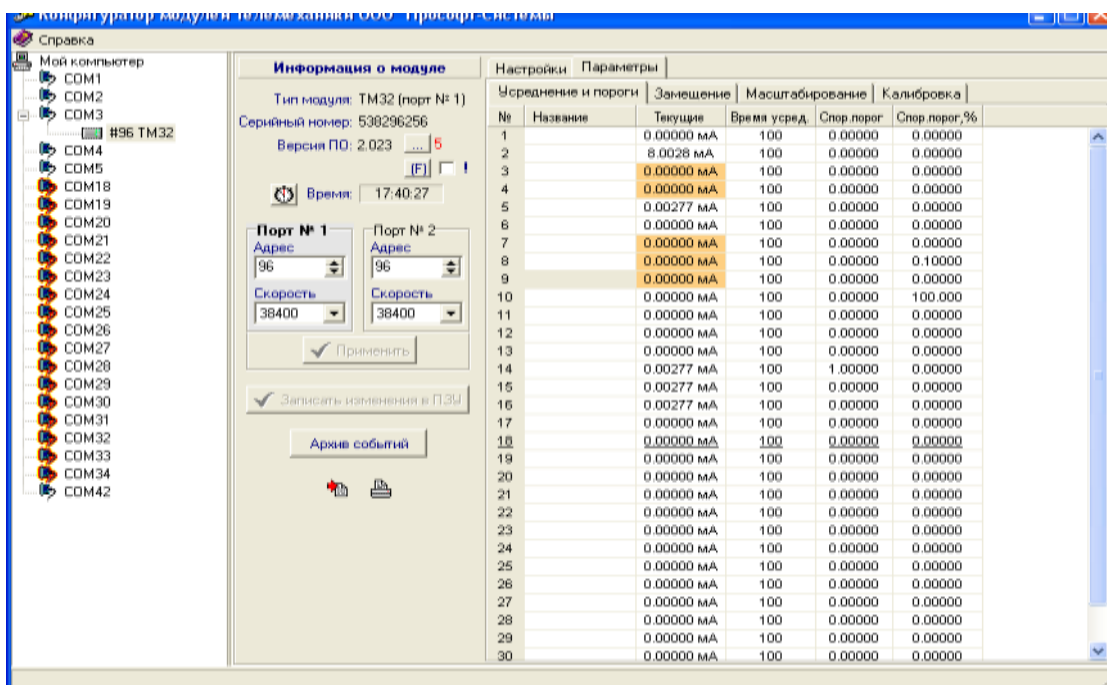 Конфигуратор модулей телемеханики ООО "Прософт-Системы"
Справка
Мой компьютер
COM1
COM2
COM3
#96 TM32
COM4
COM5
COM18
COM19
COM20
COM21
COM22
COM23
COM24
COM25
COM26
COM27
COM28
COM29
COM30
COM31
COM32
COM33
COM34
COM42
Информация о модуле
Тип модуля: TM32 (порт № 1)
Серийный номер: 538296256
Версия ПО: 2.023 ... 5
(F) !
Время: 17:40:27
Порт № 1 Порт № 2
Адрес Адрес
96 96
Скорость Скорость
38400 38400
Применить
Записать изменения в ПЗУ
Архив событий
Настройки Параметры
Усреднение и пороги Замещение Масштабирование Калибровка
№ Название Текущие Время усред. Спор.порог Спор.порог,%
1 0.00000 мА 100 0.00000 0.00000
2 8.0028 мА 100 0.00000 0.00000
3 0.00000 мА 100 0.00000 0.00000
4 0.00000 мА 100 0.00000 0.00000
5 0.00277 мА 100 0.00000 0.00000
6 0.00000 мА 100 0.00000 0.00000
7 0.00000 мА 100 0.00000 0.00000
8 0.00000 мА 100 0.00000 0.10000
9 0.00000 мА 100 0.00000 0.00000
10 0.00000 мА 100 0.00000 100.000
11 0.00000 мА 100 0.00000 0.00000
12 0.00000 мА 100 0.00000 0.00000
13 0.00000 мА 100 0.00000 0.00000
14 0.00277 мА 100 1.00000 0.00000
15 0.00277 мА 100 0.00000 0.00000
16 0.00277 мА 100 0.00000 0.00000
17 0.00000 мА 100 0.00000 0.00000
18 0.00000 мА 100 0.00000 0.00000
19 0.00000 мА 100 0.00000 0.00000
20 0.00000 мА 100 0.00000 0.00000
21 0.00000 мА 100 0.00000 0.00000
22 0.00000 мА 100 0.00000 0.00000
23 0.00000 мА 100 0.00000 0.00000
24 0.00000 мА 100 0.00000 0.00000
25 0.00000 мА 100 0.00000 0.00000
26 0.00000 мА 100 0.00000 0.00000
27 0.00000 мА 100 0.00000 0.00000
28 0.00000 мА 100 0.00000 0.00000
29 0.00000 мА 100 0.00000 0.00000
30 0.00000 мА 100 0.00000 0.00000